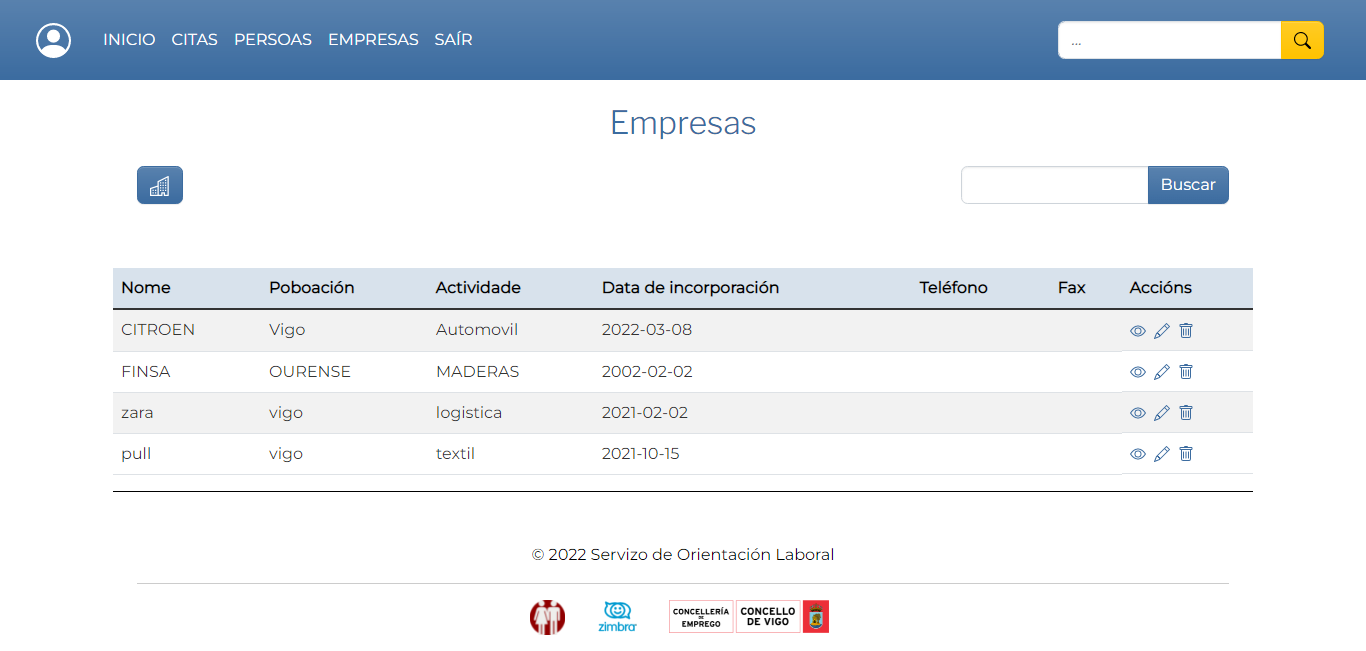 INICIO CITAS PERSOAS EMPRESAS SAÍR ...
Empresas
Buscar
Nome Poboación Actividade Data de incorporación Teléfono Fax Accións
CITROEN Vigo Automovil 2022-03-08
FINSA OURENSE MADERAS 2002-02-02
zara vigo logistica 2021-02-02
pull vigo textil 2021-10-15
© 2022 Servizo de Orientación Laboral
zimbra
CONCELLERÍA
DE
EMPREGO
CONCELLO
DE VIGO